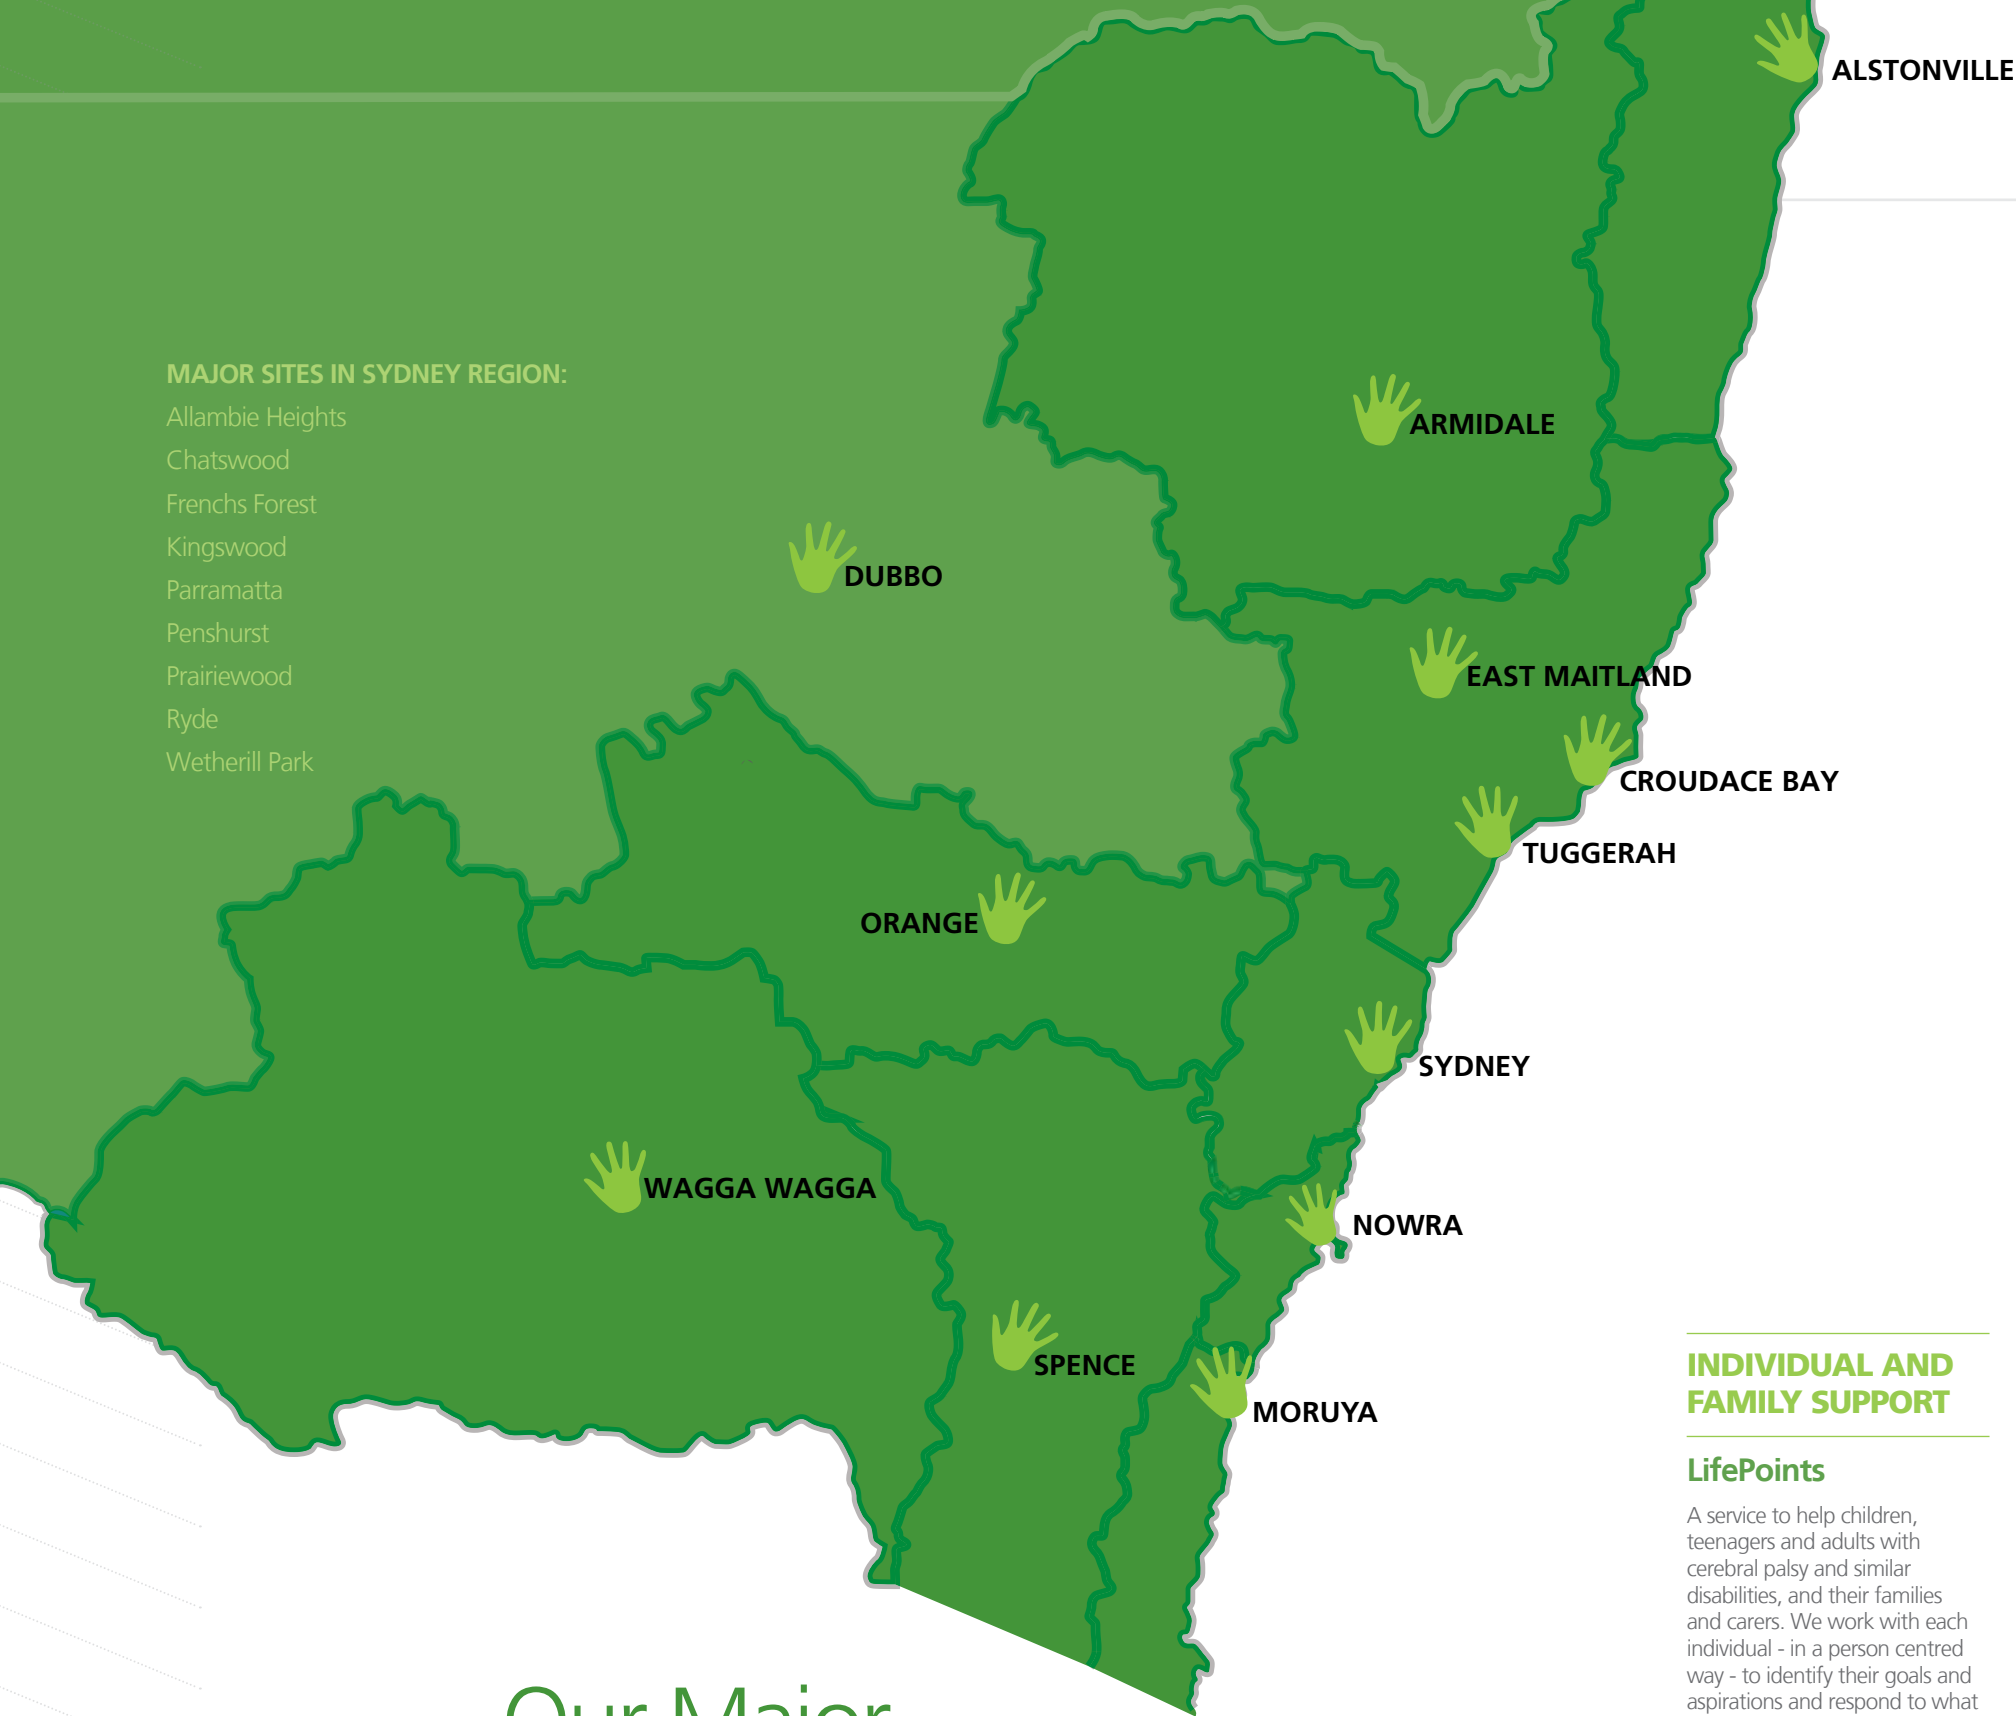 ALSTONVILLE
MAJOR SITES IN SYDNEY REGION:
Allambie Heights
Chatswood
Frenchs Forest
Kingswood
Parramatta
Penshurst
Prairiewood
Ryde
Wetherill Park
ARMIDALE
DUBBO
EAST MAITLAND
CROUDACE BAY
TUGGERAH
ORANGE
SYDNEY
WAGGA WAGGA
NOWRA
SPENCE
MORUYA
INDIVIDUAL AND
FAMILY SUPPORT
LifePoints
A service to help children,
teenagers and adults with
cerebral palsy and similar
disabilities, and their families
and carers. We work with each
individual - in a person centred
way - to identify their goals and
aspirations and respond to what
Our Major